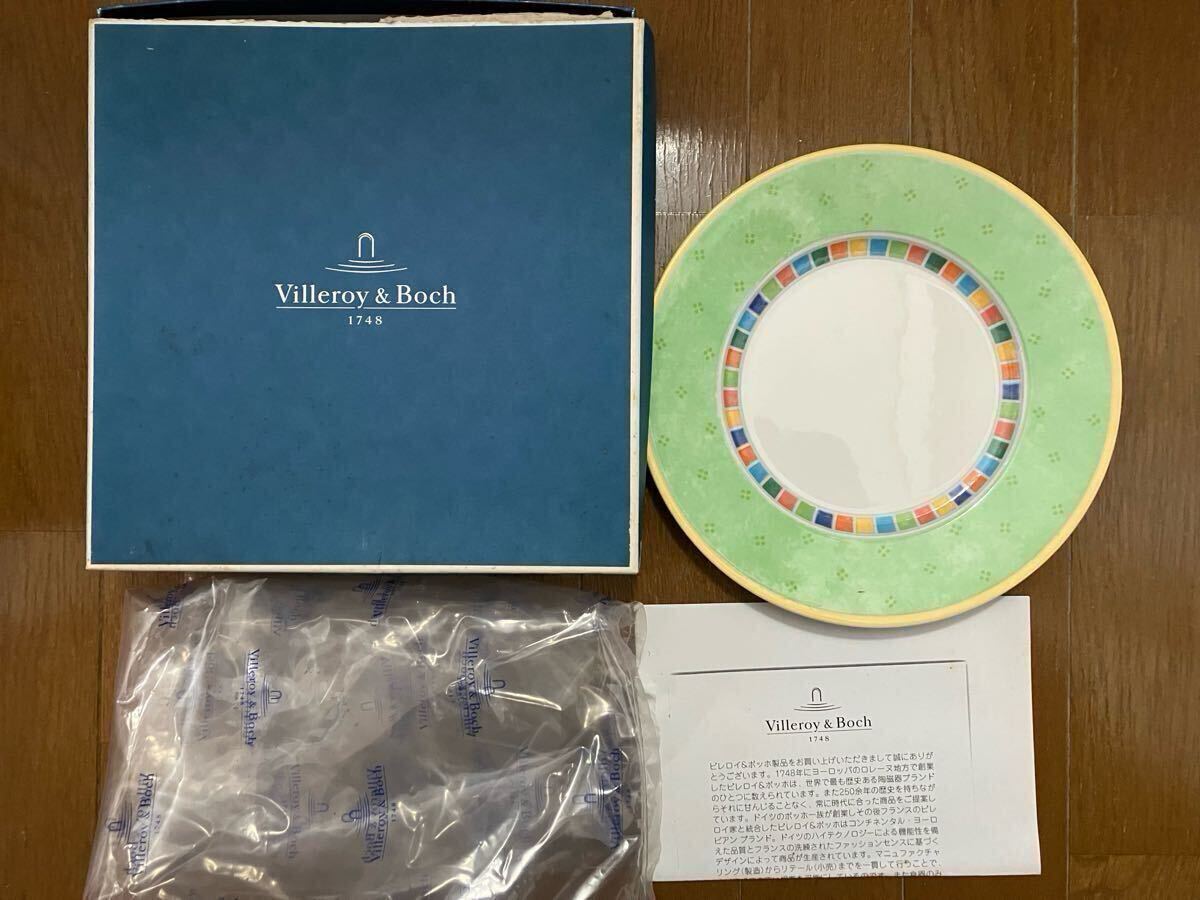 Villeroy & Boch
1748
Villeroy & Boch
1748
Villeroy & Boch
Villeroy & Boch
Villeroy & Boch
Villeroy & Boch
1748
ビレロイ&ボッホ製品をお買い上げいただきまして誠にありが
とうございます。1748年にヨーロッパのロレーヌ地方で創業
したビレロイ&ボッホは、世界で最も歴史ある陶磁器ブランド
のひとつに数えられています。また250余年の歴史を持ちなが
らそれに甘んじることなく、常に時代に合った商品をご提案し
ています。ドイツのボッホ一族が創業しその後フランスのビレ
ロイ家と統合したビレロイ&ボッホはコンチネンタル・ヨーロ
ピアン ブランド。ドイツのハイテクノロジーによる機能性を備
えた品質とフランスの洗練されたファッションセンスに基づく
デザインによって商品が生産されています。マニュファクチャ
リング(製造)からリテール(小売)までを一貫して行うことで、